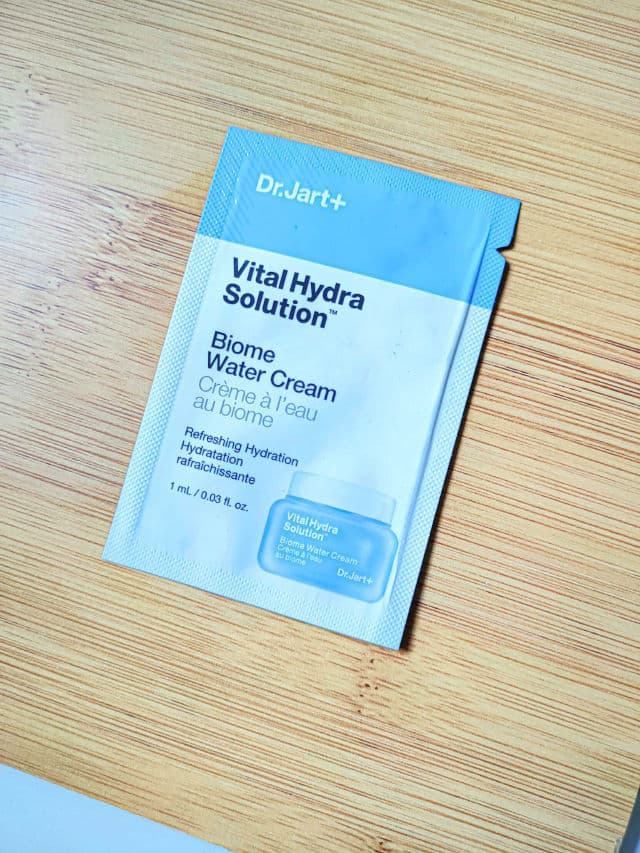 Dr.Jart+
Vital Hydra
Solution™
Biome
Water Cream
Crème à l'eau
au biome
Refreshing Hydration
Hydratation
rafraîchissante
1 mL / 0.03 fl. oz.
Vital Hydra
Solution™
Biome Water Cream
Crème à l'eau
au biome
Dr.Jart+